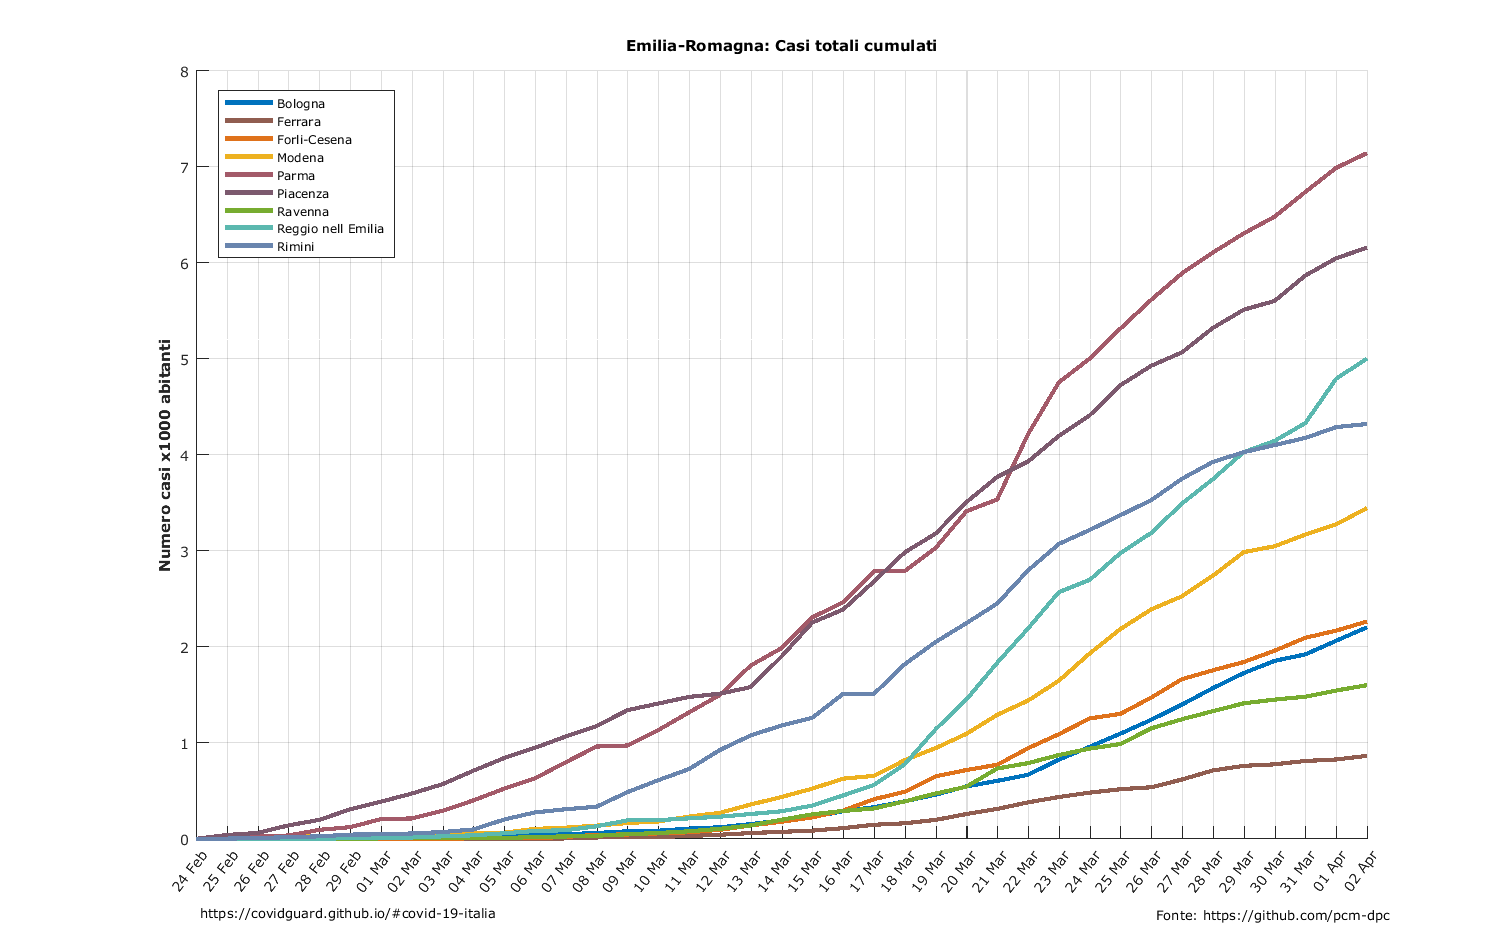 Emilia-Romagna: Casi totali cumulati
Numero casi x1000 abitanti
8
7
6
5
4
3
2
1
0
Bologna
Ferrara
Forli-Cesena
Modena
Parma
Piacenza
Ravenna
Reggio nell Emilia
Rimini
24 Feb
25 Feb
26 Feb
27 Feb
28 Feb
29 Feb
01 Mar
02 Mar
03 Mar
04 Mar
05 Mar
06 Mar
07 Mar
08 Mar
09 Mar
10 Mar
11 Mar
12 Mar
13 Mar
14 Mar
15 Mar
16 Mar
17 Mar
18 Mar
19 Mar
20 Mar
21 Mar
22 Mar
23 Mar
24 Mar
25 Mar
26 Mar
27 Mar
28 Mar
29 Mar
30 Mar
31 Mar
01 Apr
02 Apr
https://covidguard.github.io/#covid-19-italia
Fonte: https://github.com/pcm-dpc